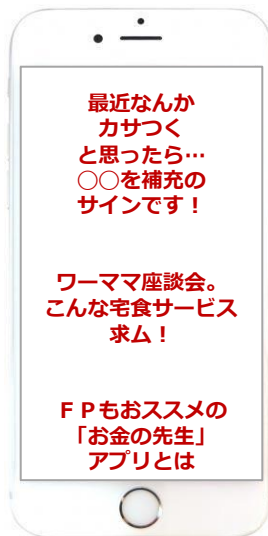 最近なんか
カサつく
と思ったら…
○○を補充の
サインです！
ワーママ座談会。
こんな宅食サービス
求ム！
ＦＰもおススメの
「お金の先生」
アプリとは